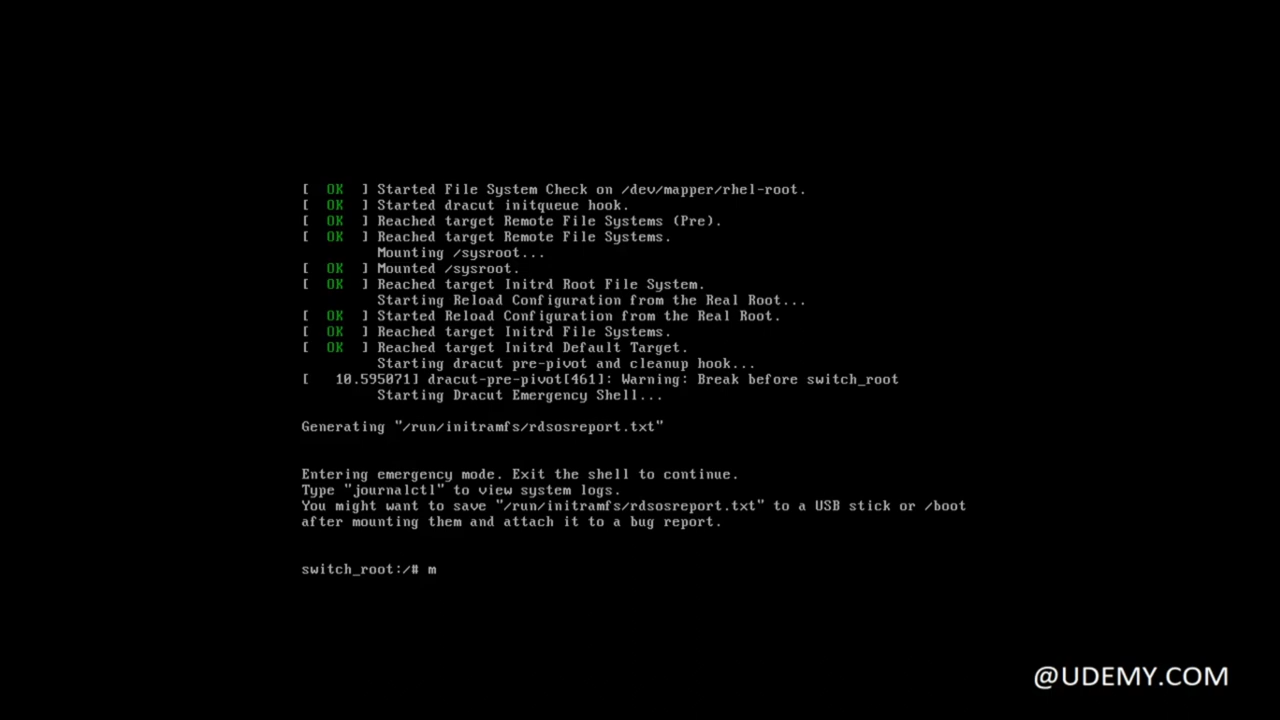 [  OK  ] Started File System Check on /dev/mapper/rhel-root.
[  OK  ] Started dracut initqueue hook.
[  OK  ] Reached target Remote File Systems (Pre).
[  OK  ] Reached target Remote File Systems.
Mounting /sysroot...
[  OK  ] Mounted /sysroot.
[  OK  ] Reached target Initrd Root File System.
Starting Reload Configuration from the Real Root...
[  OK  ] Started Reload Configuration from the Real Root.
[  OK  ] Reached target Initrd File Systems.
[  OK  ] Reached target Initrd Default Target.
Starting dracut pre-pivot and cleanup hook...
[   10.595071] dracut-pre-pivot[461]: Warning: Break before switch_root
Starting Dracut Emergency Shell...
Generating "/run/initramfs/rdsosreport.txt"
Entering emergency mode. Exit the shell to continue.
Type "journalctl" to view system logs.
You might want to save "/run/initramfs/rdsosreport.txt" to a USB stick or /boot
after mounting them and attach it to a bug report.
switch_root:/# m
@UDEMY.COM